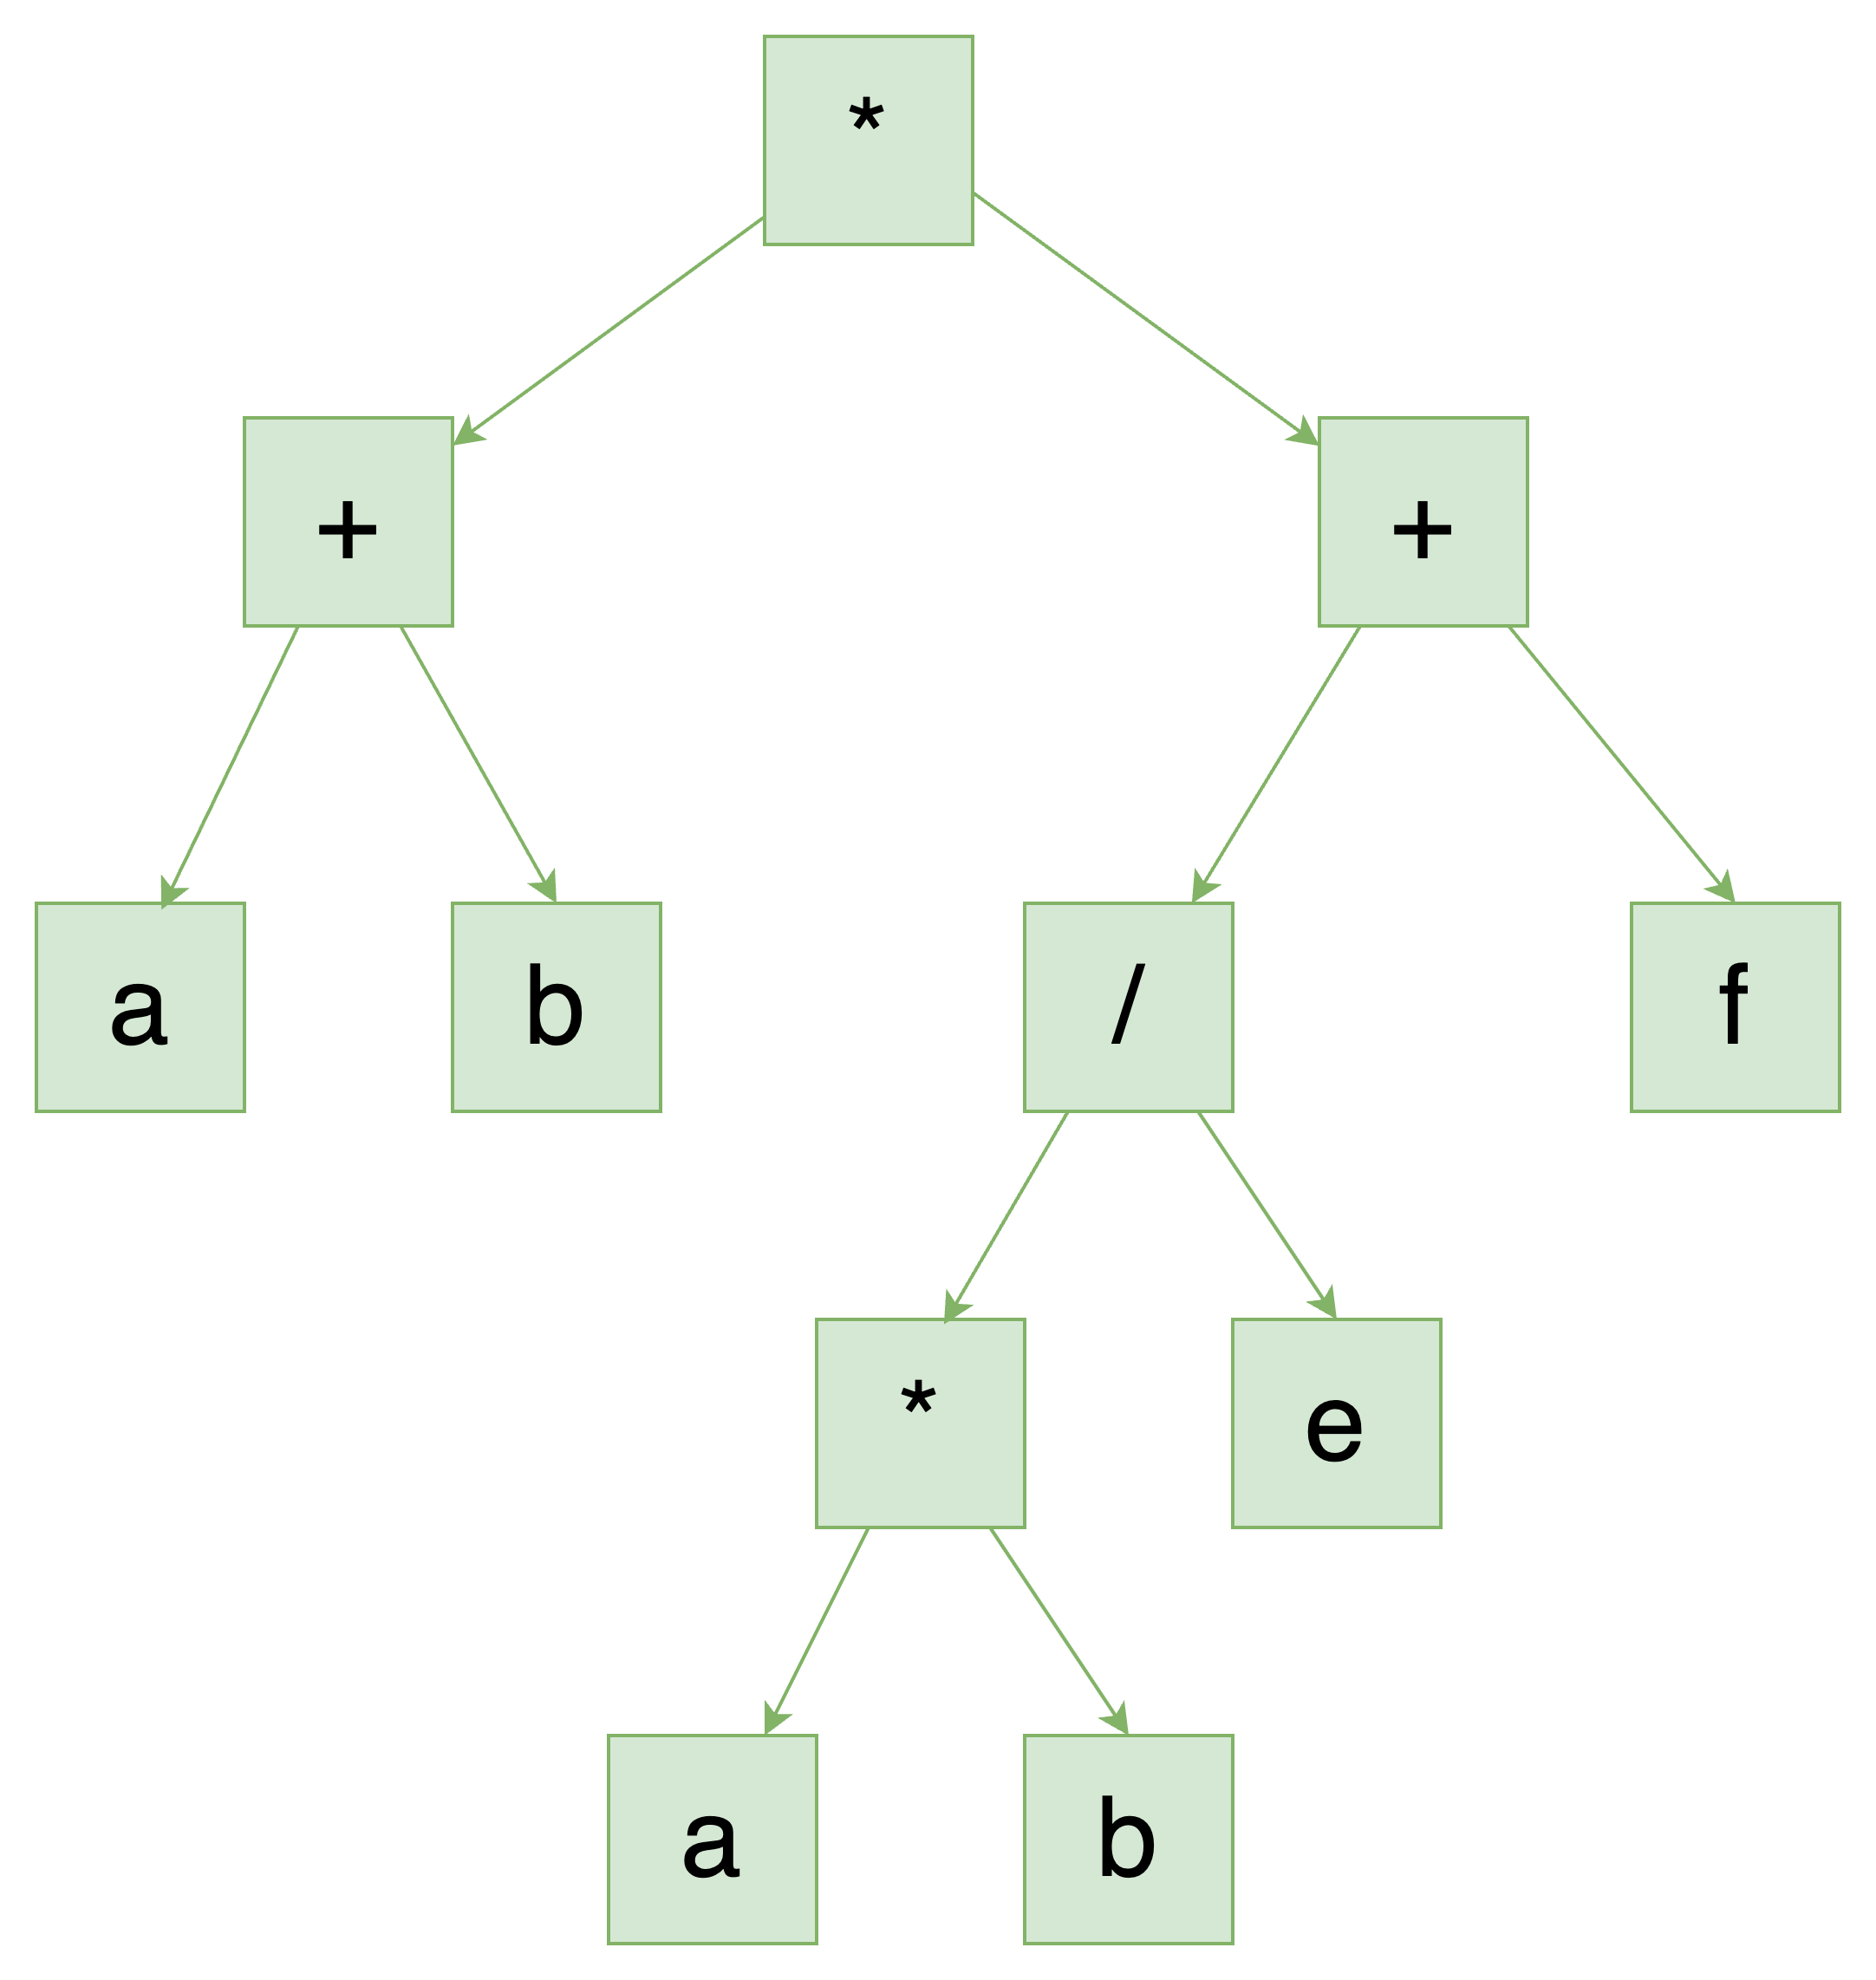 *
+ +
a b / f
* e
a b